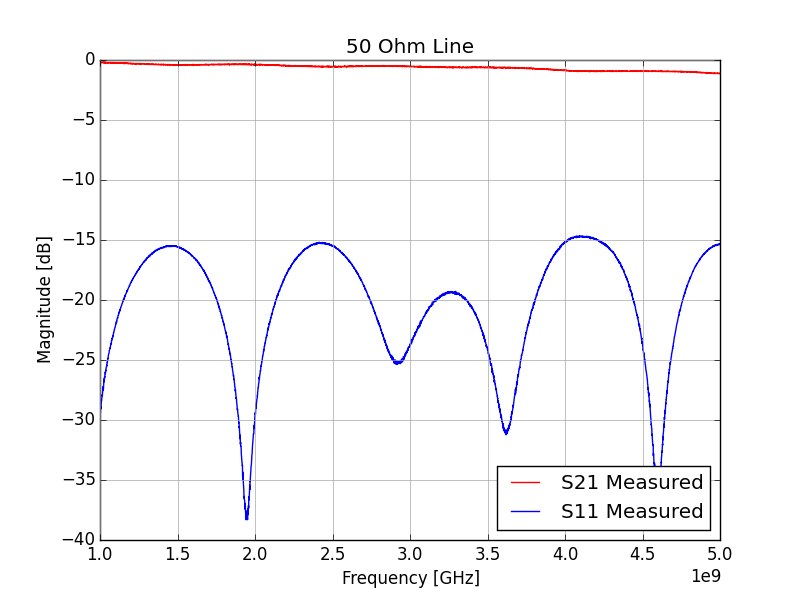 50 Ohm Line
0
−5
−10
−15
−20
−25
−30
−35
−40
Magnitude [dB]
S21 Measured
S11 Measured
1.0 1.5 2.0 2.5 3.0 3.5 4.0 4.5 5.0
1e9
Frequency [GHz]